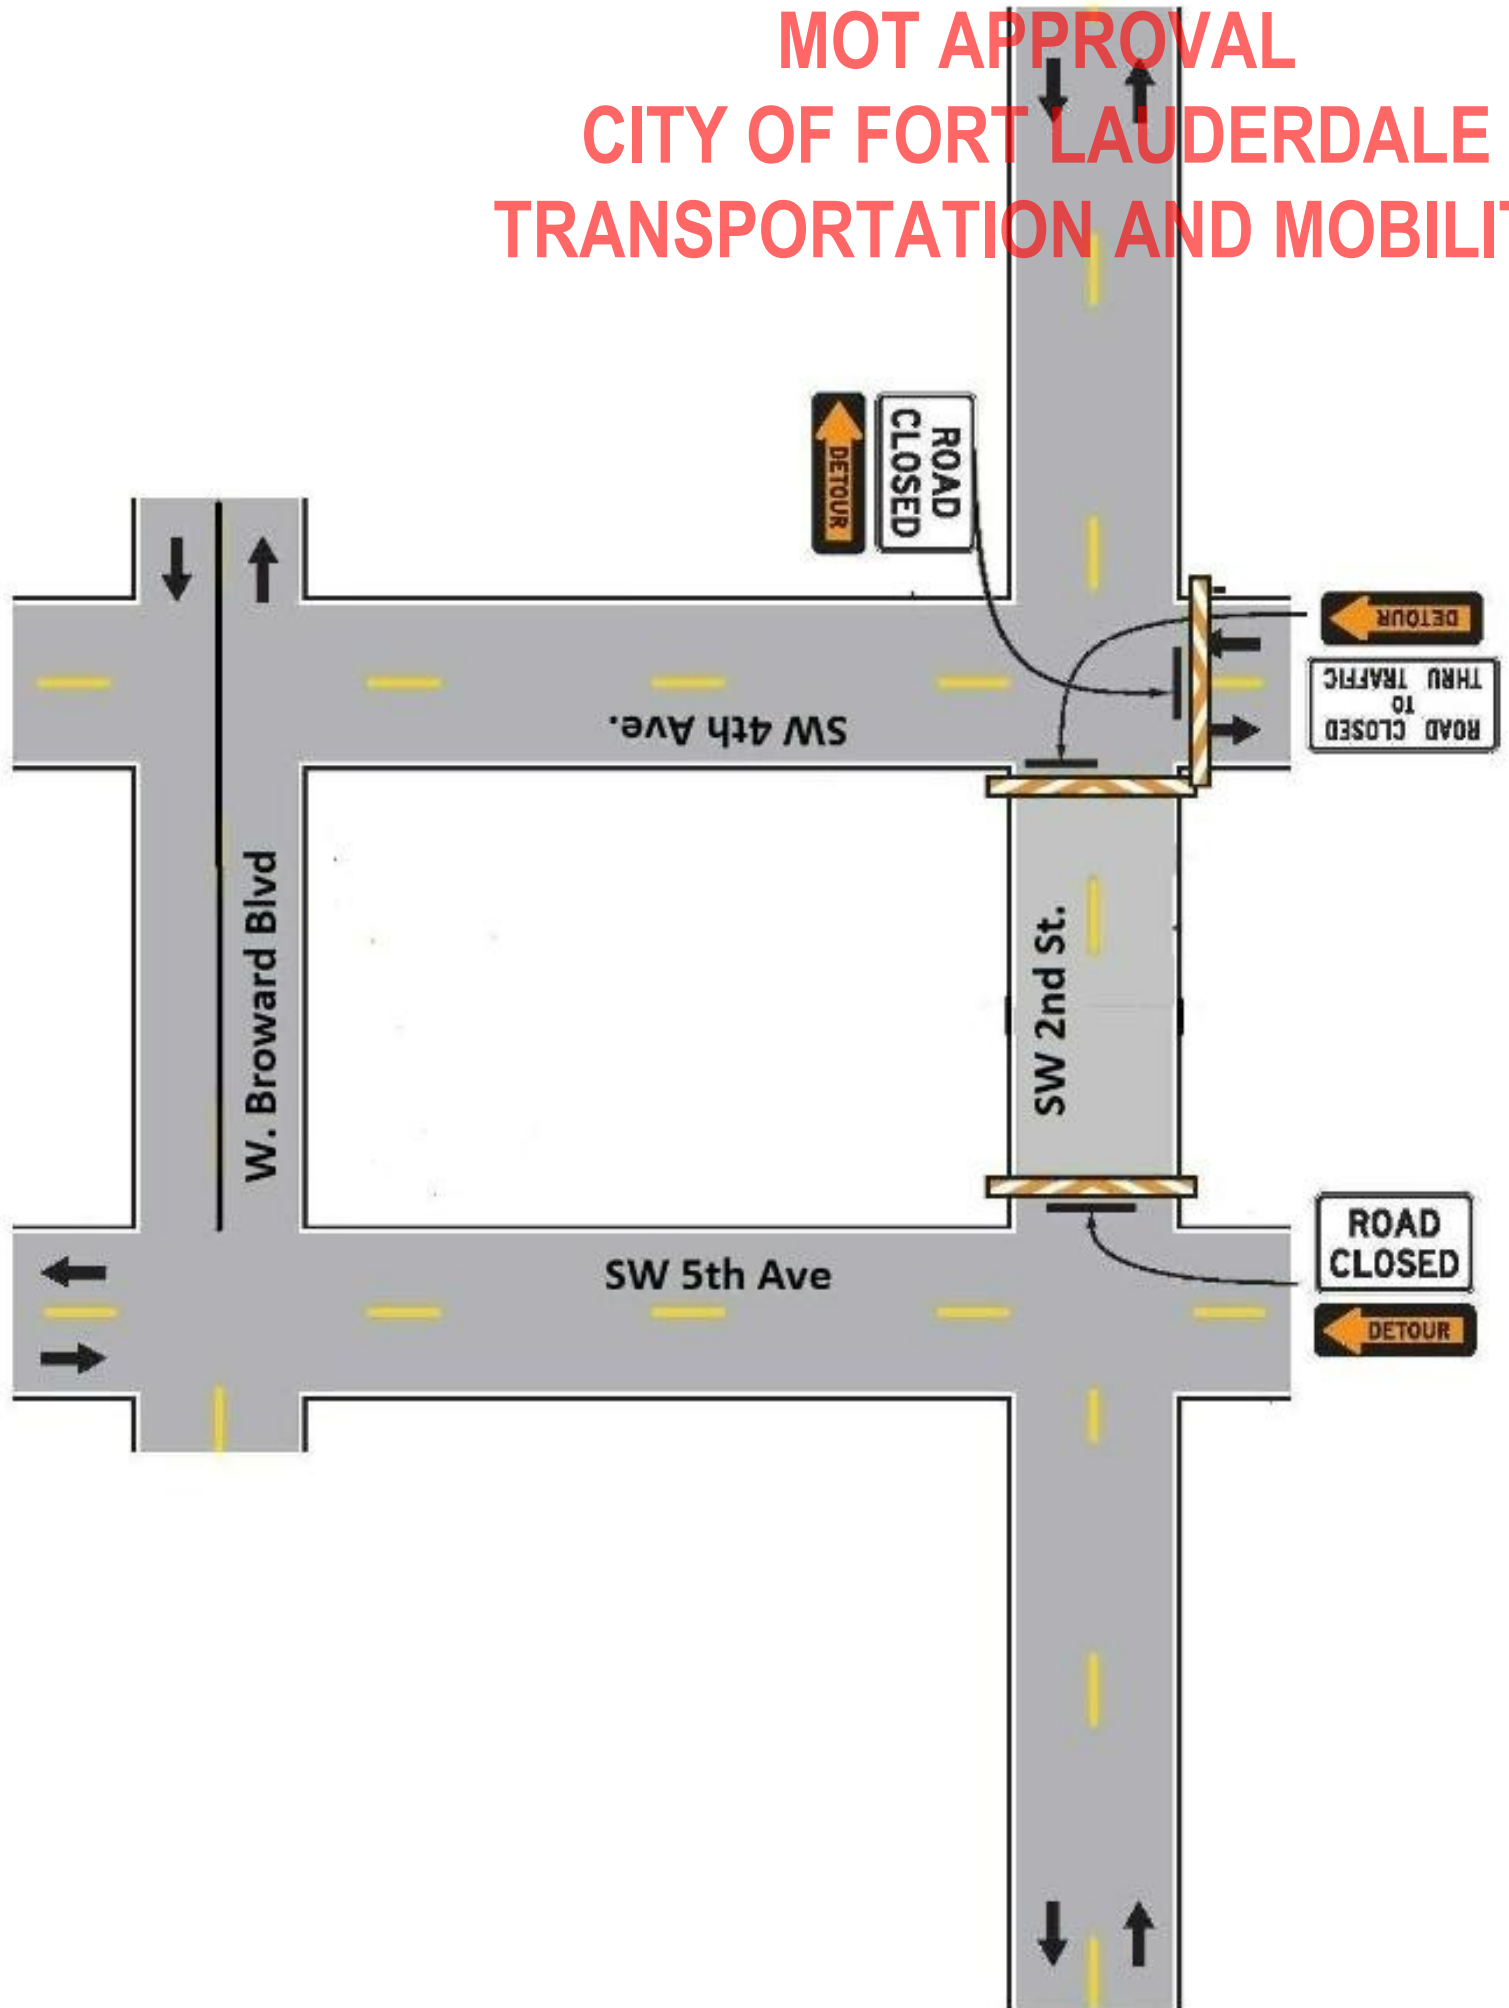 MOT APPROVAL
CITY OF FORT LAUDERDALE
TRANSPORTATION AND MOBILIT
ROAD
CLOSED
DETOUR
DETOUR
ROAD CLOSED
TO
THRU TRAFFIC
SW 4th Ave.
W. Broward Blvd
SW 2nd St.
SW 5th Ave
ROAD
CLOSED
DETOUR